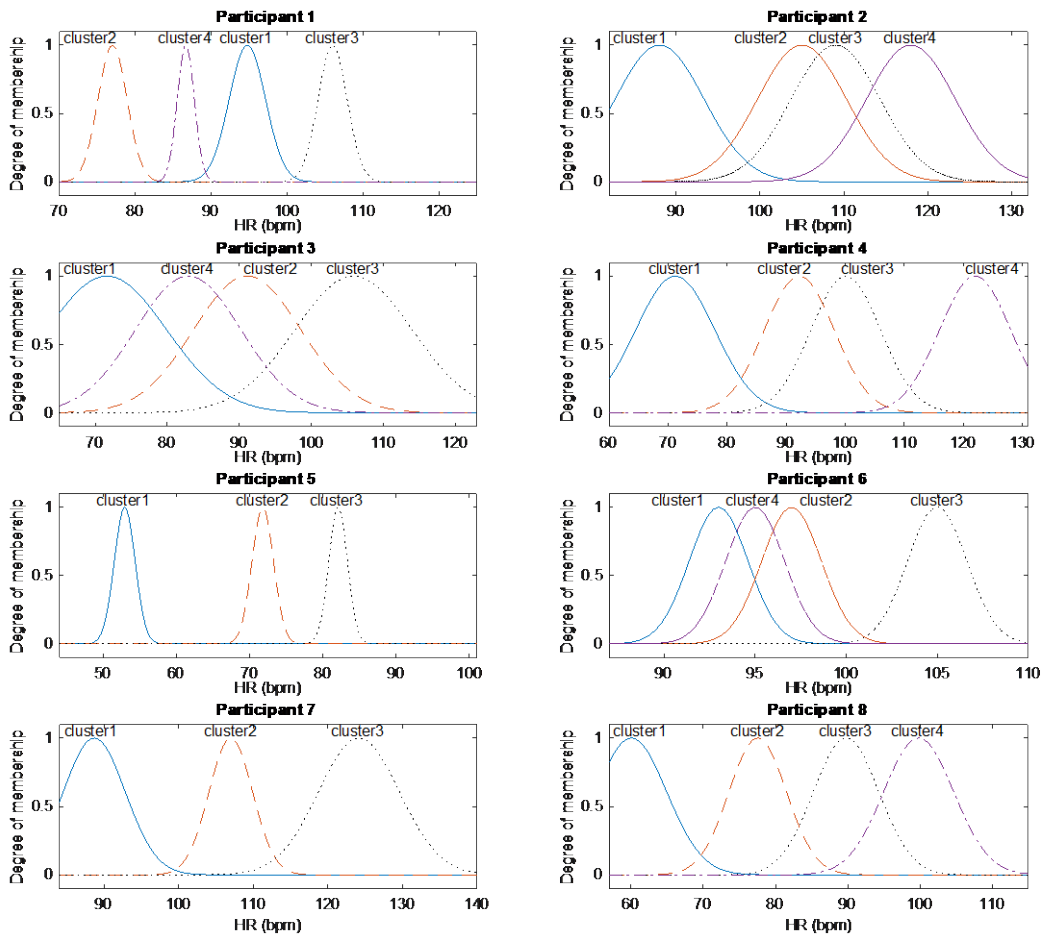 Participant 1
cluster2 cluster4 cluster1 cluster3
1
0.5
0
Degree of membership
70 80 90 100 110 120
HR (bpm)
Participant 2
cluster1 cluster2 cluster3 cluster4
1
0.5
0
Degree of membership
90 100 110 120 130
HR (bpm)
Participant 3
cluster1 cluster4 cluster2 cluster3
1
0.5
0
Degree of membership
70 80 90 100 110 120
HR (bpm)
Participant 4
cluster1 cluster2 cluster3 cluster4
1
0.5
0
Degree of membership
60 70 80 90 100 110 120 130
HR (bpm)
Participant 5
cluster1 cluster2 cluster3
1
0.5
0
Degree of membership
50 60 70 80 90 100
HR (bpm)
Participant 6
cluster1 cluster4 cluster2 cluster3
1
0.5
0
Degree of membership
90 95 100 105 110
HR (bpm)
Participant 7
cluster1 cluster2 cluster3
1
0.5
0
Degree of membership
90 100 110 120 130 140
HR (bpm)
Participant 8
cluster1 cluster2 cluster3 cluster4
1
0.5
0
Degree of membership
60 70 80 90 100 110
HR (bpm)